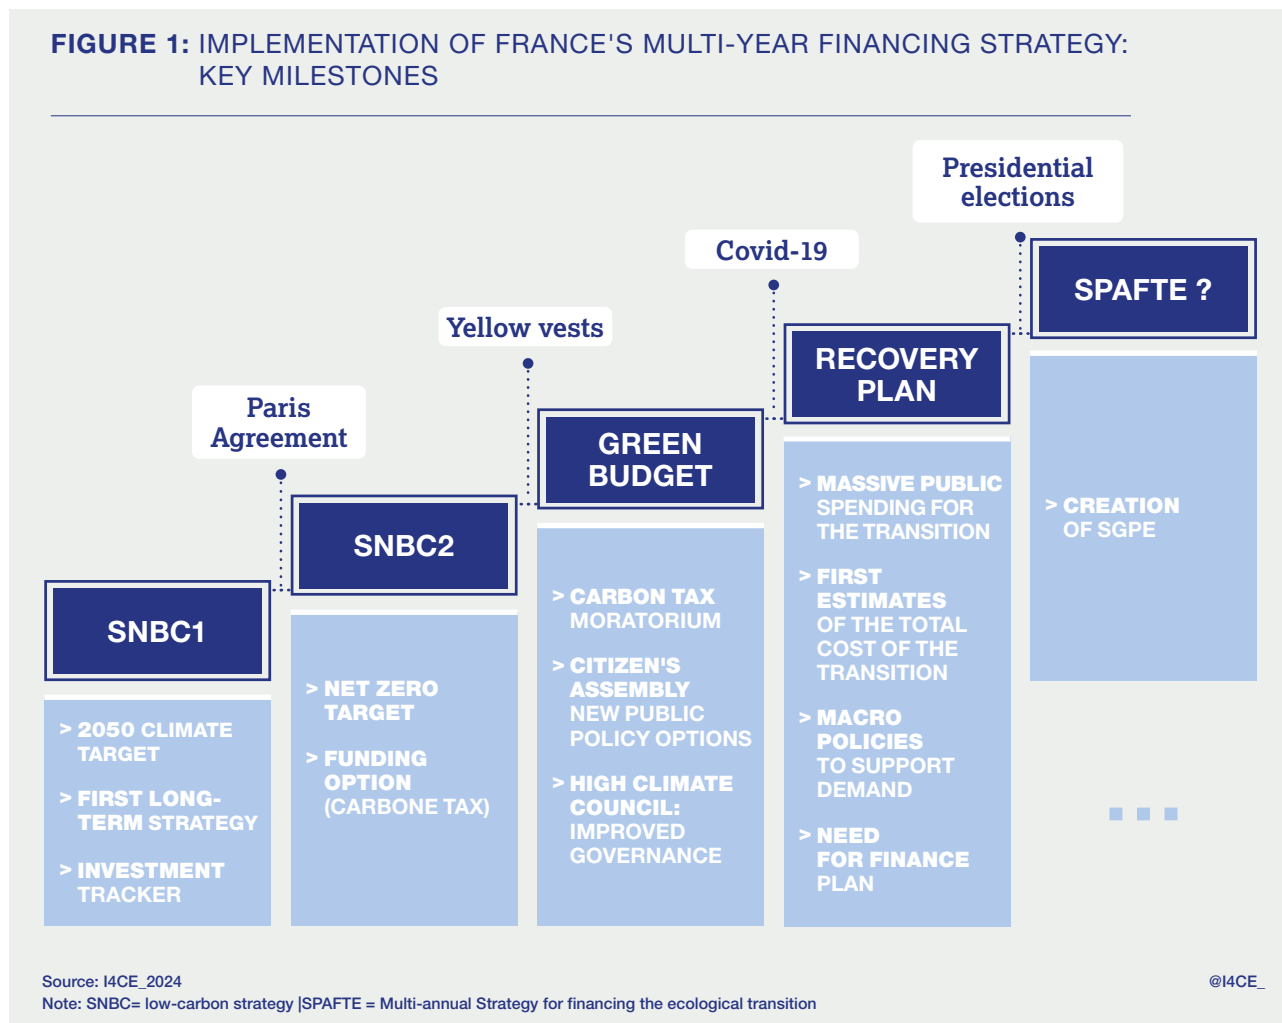 FIGURE 1: IMPLEMENTATION OF FRANCE'S MULTI-YEAR FINANCING STRATEGY:
KEY MILESTONES
Paris
Agreement
Yellow vests
Covid-19
Presidential
elections
SNBC1
> 2050 CLIMATE
TARGET
> FIRST LONG-
TERM STRATEGY
> INVESTMENT
TRACKER
SNBC2
> NET ZERO
TARGET
> FUNDING
OPTION
(CARBONE TAX)
GREEN
BUDGET
> CARBON TAX
MORATORIUM
> CITIZEN'S
ASSEMBLY
NEW PUBLIC
POLICY OPTIONS
> HIGH CLIMATE
COUNCIL:
IMPROVED
GOVERNANCE
RECOVERY
PLAN
> MASSIVE PUBLIC
SPENDING FOR
THE TRANSITION
> FIRST
ESTIMATES
OF THE TOTAL
COST OF THE
TRANSITION
> MACRO
POLICIES
TO SUPPORT
DEMAND
> NEED
FOR FINANCE
PLAN
SPAFTE ?
> CREATION
OF SGPE
Source: I4CE_2024
@I4CE_
Note: SNBC= low-carbon strategy |SPAFTE = Multi-annual Strategy for financing the ecological transition